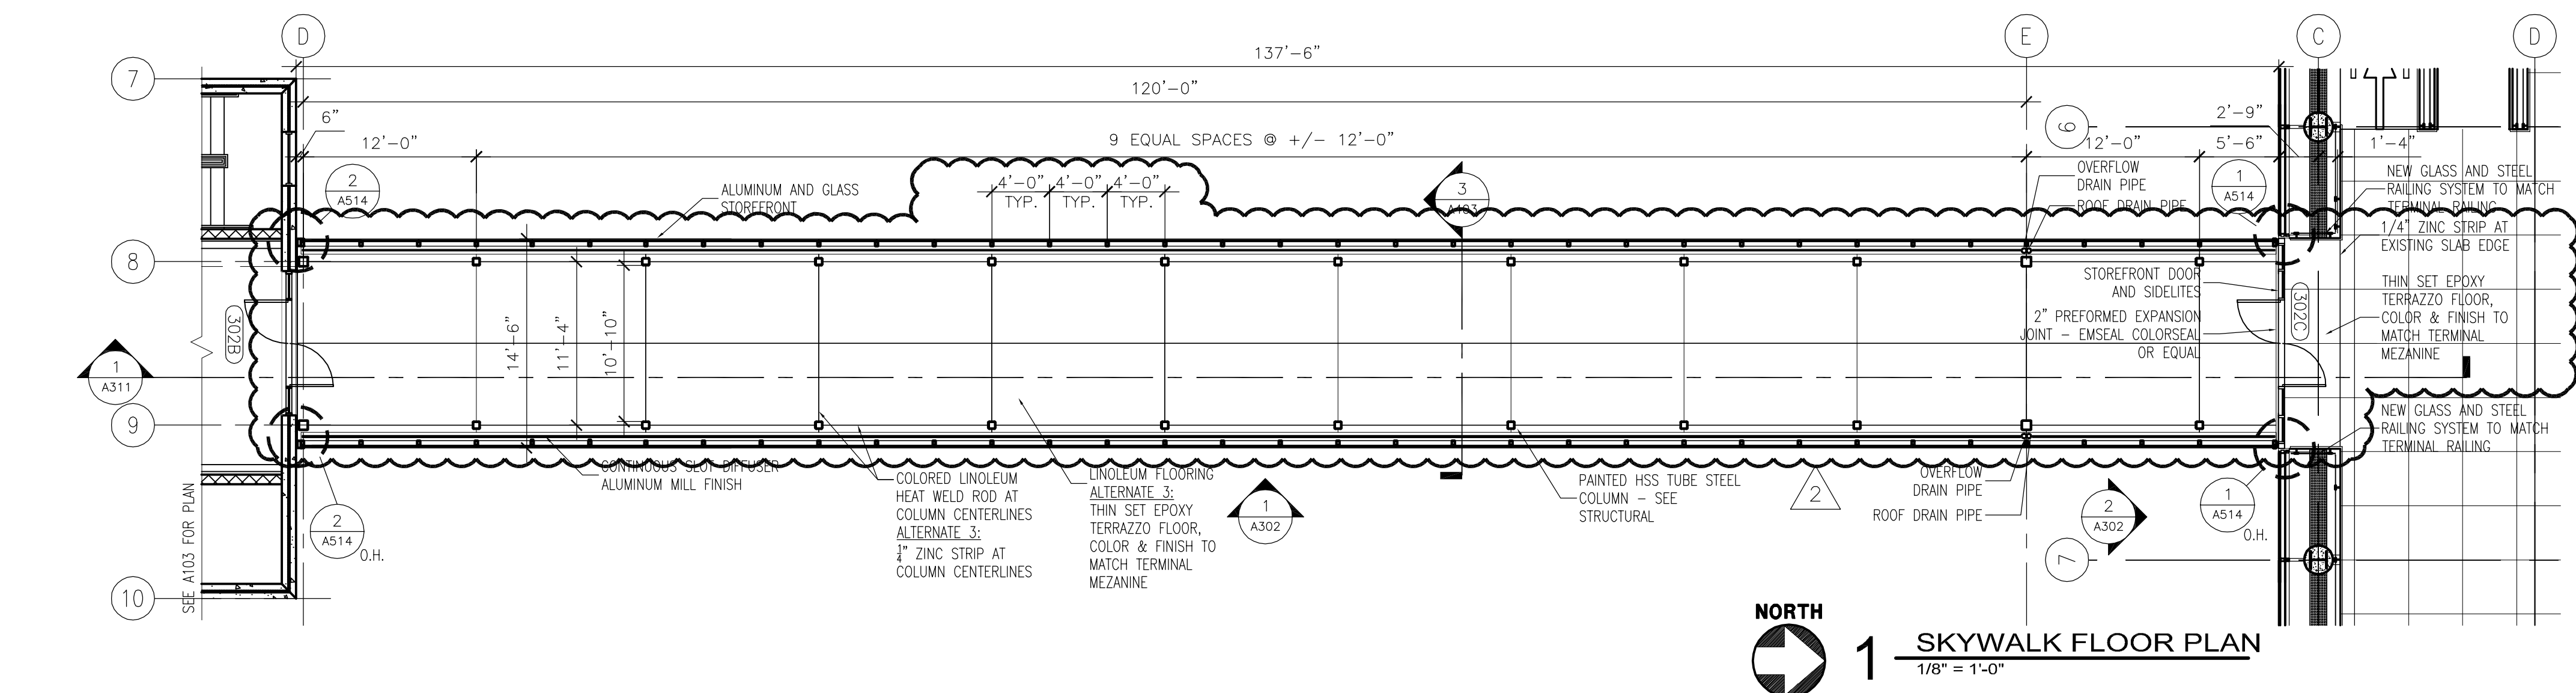 D
E
C
D
137'-6"
120'-0"
7
6"
12'-0"
9 EQUAL SPACES @ +/- 12'-0"
6
12'-0"
2'-9"
5'-6"
1'-4"
2
A514
ALUMINUM AND GLASS
STOREFRONT
4'-0"
TYP.
4'-0"
TYP.
4'-0"
TYP.
3
A403
OVERFLOW
DRAIN PIPE
ROOF DRAIN PIPE
1
A514
NEW GLASS AND STEEL
RAILING SYSTEM TO MATCH
TERMINAL RAILING
1/4" ZINC STRIP AT
EXISTING SLAB EDGE
8
STOREFRONT DOOR
AND SIDELITES
2" PREFORMED EXPANSION
JOINT - EMSEAL COLORSEAL
OR EQUAL
THIN SET EPOXY
TERRAZZO FLOOR,
COLOR & FINISH TO
MATCH TERMINAL
MEZANINE
302B
302C
14'-6"
11'-4"
10'-10"
1
A311
9
NEW GLASS AND STEEL
RAILING SYSTEM TO MATCH
TERMINAL RAILING
CONTINUOUS SLOT DIFFUSER
ALUMINUM MILL FINISH
COLORED LINOLEUM
HEAT WELD ROD AT
COLUMN CENTERLINES
ALTERNATE 3:
1/4" ZINC STRIP AT
COLUMN CENTERLINES
LINOLEUM FLOORING
ALTERNATE 3:
THIN SET EPOXY
TERRAZZO FLOOR,
COLOR & FINISH TO
MATCH TERMINAL
MEZANINE
1
A302
PAINTED HSS TUBE STEEL
COLUMN - SEE
STRUCTURAL
2
OVERFLOW
DRAIN PIPE
ROOF DRAIN PIPE
2
A302
1
A514
O.H.
2
A514
O.H.
7
10
SEE A103 FOR PLAN
NORTH
1
SKYWALK FLOOR PLAN
1/8" = 1'-0"